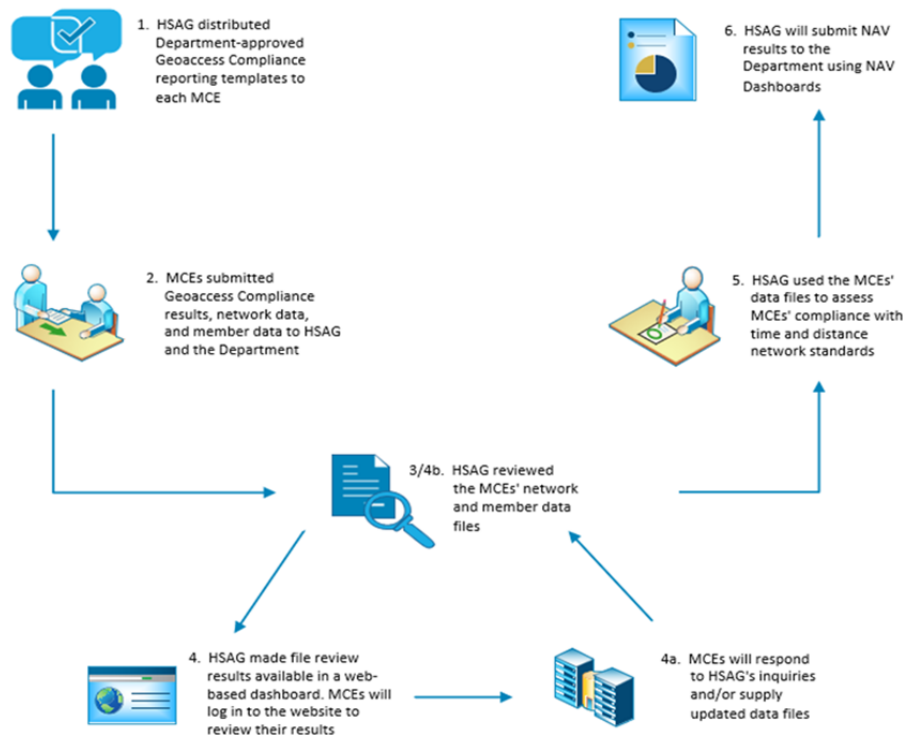 1. HSAG distributed
Department-approved
Geoaccess Compliance
reporting templates to
each MCE
2. MCEs submitted
Geoaccess Compliance
results, network data,
and member data to HSAG
and the Department
3/4b. HSAG reviewed
the MCEs' network
and member data
files
4. HSAG made file review
results available in a web-
based dashboard. MCEs will
log in to the website to
review their results
4a. MCEs will respond
to HSAG's inquiries
and/or supply
updated data files
5. HSAG used the MCEs'
data files to assess
MCEs' compliance with
time and distance
network standards
6. HSAG will submit NAV
results to the
Department using NAV
Dashboards